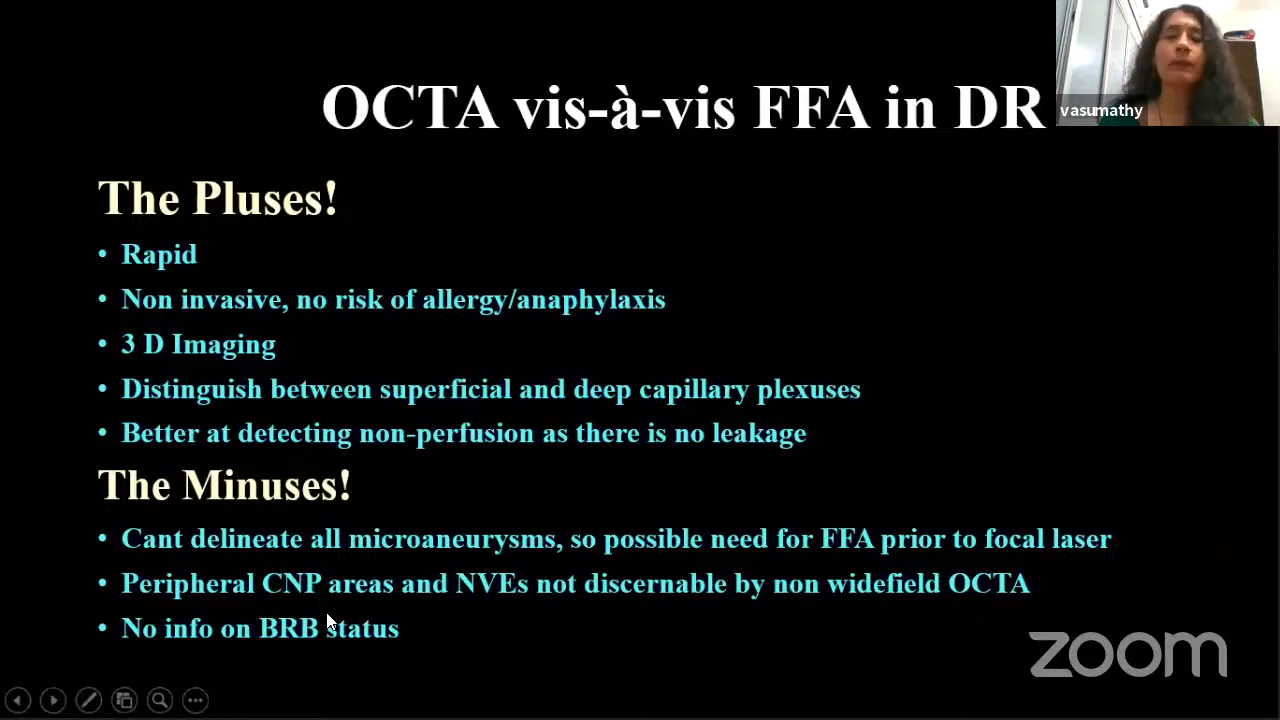 OCTA vis-à-vis FFA in DR
vasumathy
The Pluses!
• Rapid
• Non invasive, no risk of allergy/anaphylaxis
• 3 D Imaging
• Distinguish between superficial and deep capillary plexuses
• Better at detecting non-perfusion as there is no leakage
The Minuses!
• Cant delineate all microaneurysms, so possible need for FFA prior to focal laser
• Peripheral CNP areas and NVEs not discernable by non widefield OCTA
• No info on BRB status
zoom